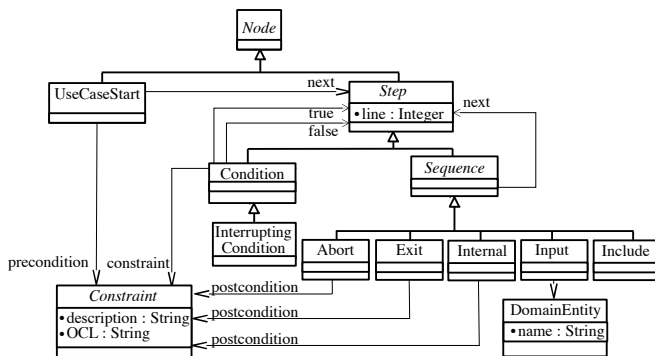 Node
next
UseCaseStart
Step
next
true
• line : Integer
false
Condition
Sequence
Interrupting
Condition
Abort
Exit
Internal
Input
Include
precondition
constraint
postcondition
Constraint
• description : String
postcondition
DomainEntity
• OCL : String
• name : String
postcondition